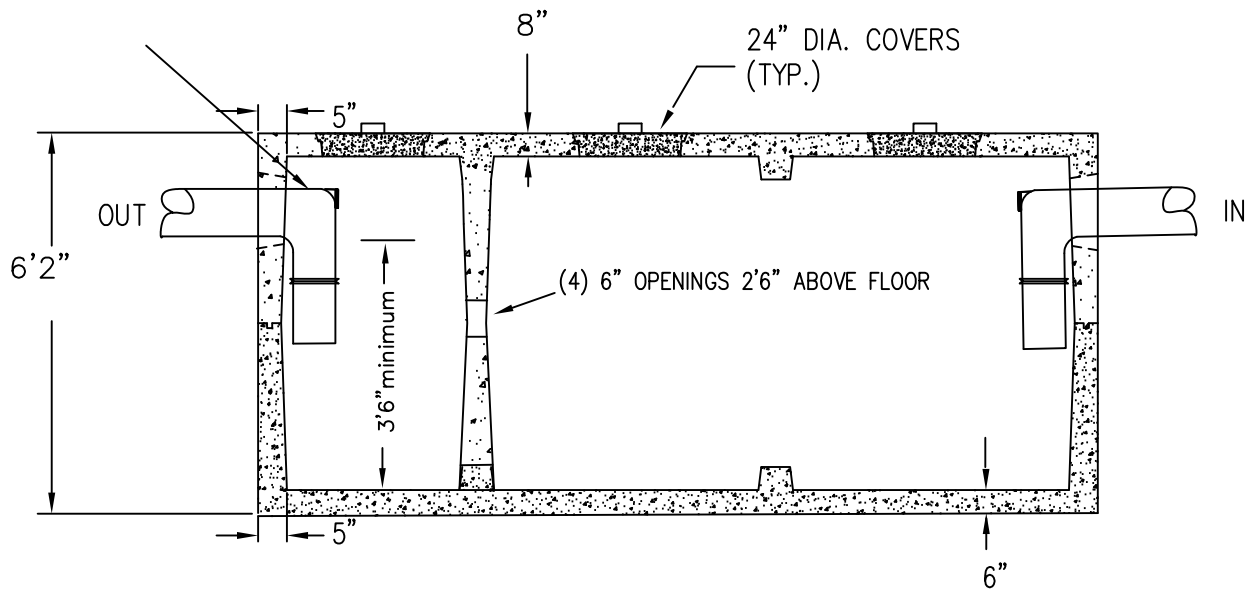 8"
24" DIA. COVERS
(TYP.)
5"
OUT
IN
6'2"
(4) 6" OPENINGS 2'6" ABOVE FLOOR
3'6"minimum
5"
6"